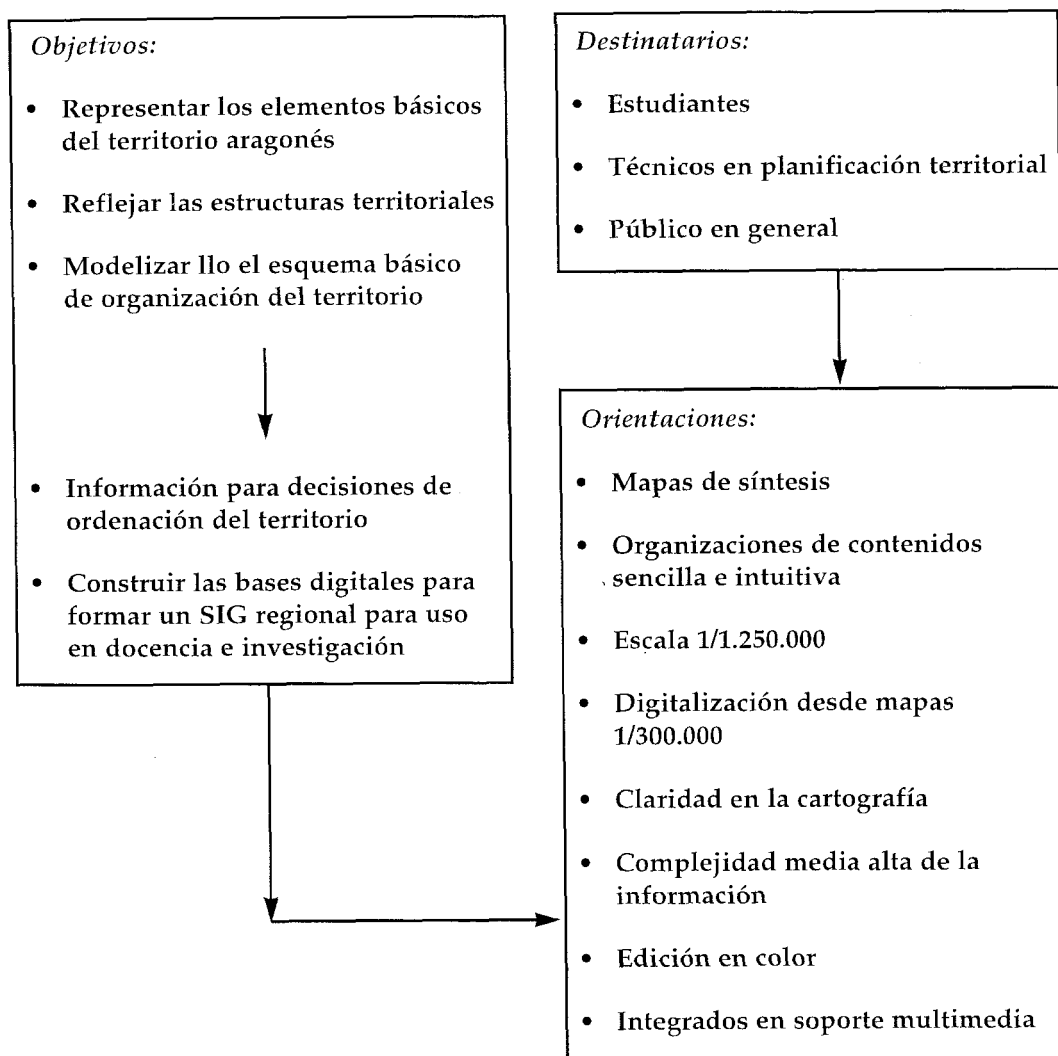 Objetivos:
• Representar los elementos básicos
del territorio aragonés
• Reflejar las estructuras territoriales
• Modelizar llo el esquema básico
de organización del territorio
• Información para decisiones de
ordenación del territorio
• Construir las bases digitales para
formar un SIG regional para uso
en docencia e investigación
Destinatarios:
• Estudiantes
• Técnicos en planificación territorial
• Público en general
Orientaciones:
• Mapas de síntesis
• Organizaciones de contenidos
sencilla e intuitiva
• Escala 1/1.250.000
• Digitalización desde mapas
1/300.000
• Claridad en la cartografía
• Complejidad media alta de la
información
• Edición en color
• Integrados en soporte multimedia